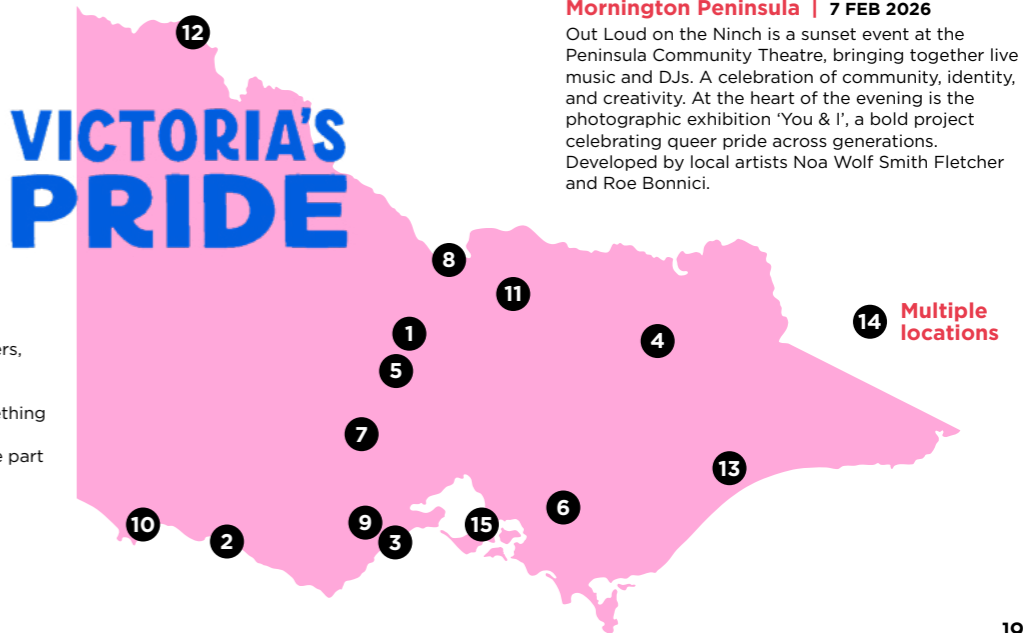 Mornington Peninsula | 7 FEB 2026
Out Loud on the Ninch is a sunset event at the
Peninsula Community Theatre, bringing together live
music and DJs. A celebration of community, identity,
and creativity. At the heart of the evening is the
photographic exhibition ‘You & I’, a bold project
celebrating queer pride across generations.
Developed by local artists Noa Wolf Smith Fletcher
and Roe Bonnici.
12
VICTORIA'S
PRIDE
8
11
1
4
5
14 Multiple
locations
7
13
6
10
2
9
3
15
part
19